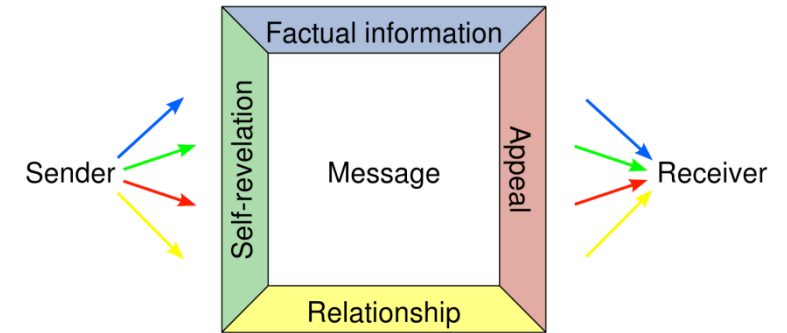 Factual information
Self-revelation
Sender
Message
Appeal
Receiver
Relationship